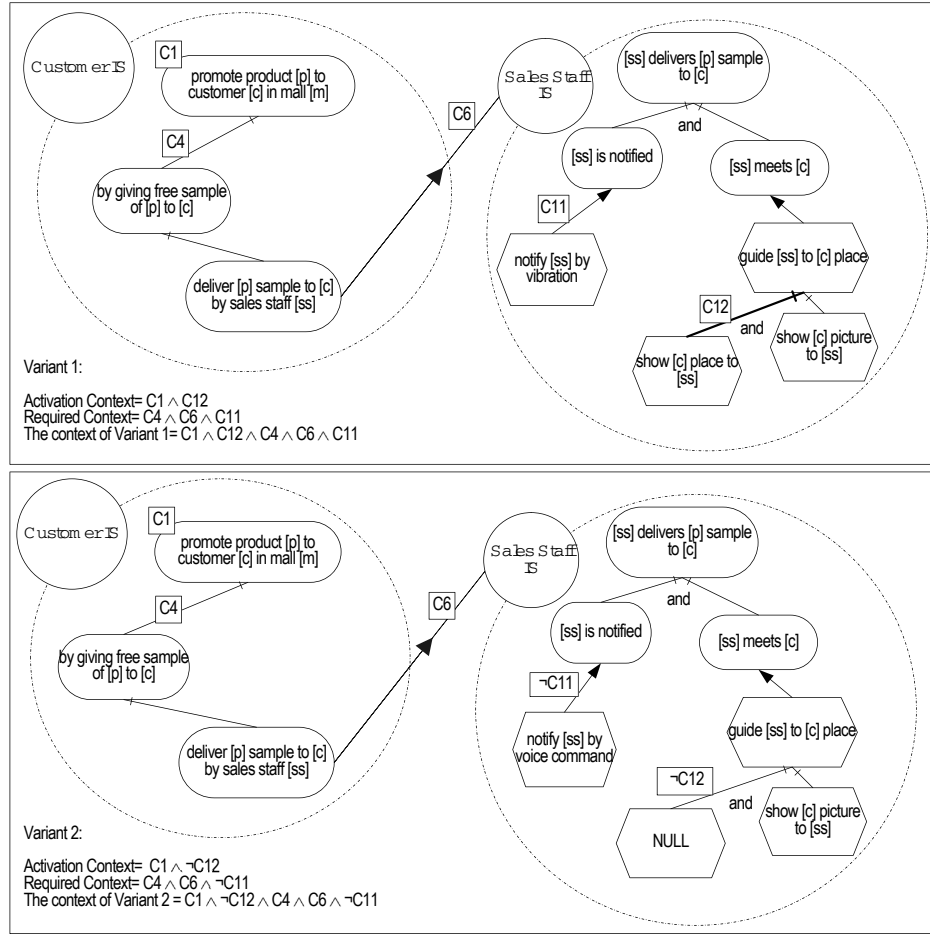 Customer IS
C1
promote product [p] to
customer [c] in mall [m]
C4
by giving free sample
of [p] to [c]
deliver [p] sample to [c]
by sales staff [ss]
C6
Sales Staff
IS
[ss] delivers [p] sample
to [c]
and
[ss] is notified
[ss] meets [c]
C11
notify [ss] by
vibration
guide [ss] to [c] place
C12
and
show [c] place to
[ss]
show [c] picture
to [ss]
Variant 1:
Activation Context= C1 ∧ C12
Required Context= C4 ∧ C6 ∧ C11
The context of Variant 1= C1 ∧ C12 ∧ C4 ∧ C6 ∧ C11
Customer IS
C1
promote product [p] to
customer [c] in mall [m]
C4
by giving free sample
of [p] to [c]
deliver [p] sample to [c]
by sales staff [ss]
C6
Sales Staff
IS
[ss] delivers [p] sample
to [c]
and
[ss] is notified
[ss] meets [c]
¬C11
notify [ss] by
voice command
guide [ss] to [c] place
¬C12
and
NULL
show [c] picture
to [ss]
Variant 2:
Activation Context= C1 ∧ ¬C12
Required Context= C4 ∧ C6 ∧ ¬C11
The context of Variant 2 = C1 ∧ ¬C12 ∧ C4 ∧ C6 ∧ ¬C11